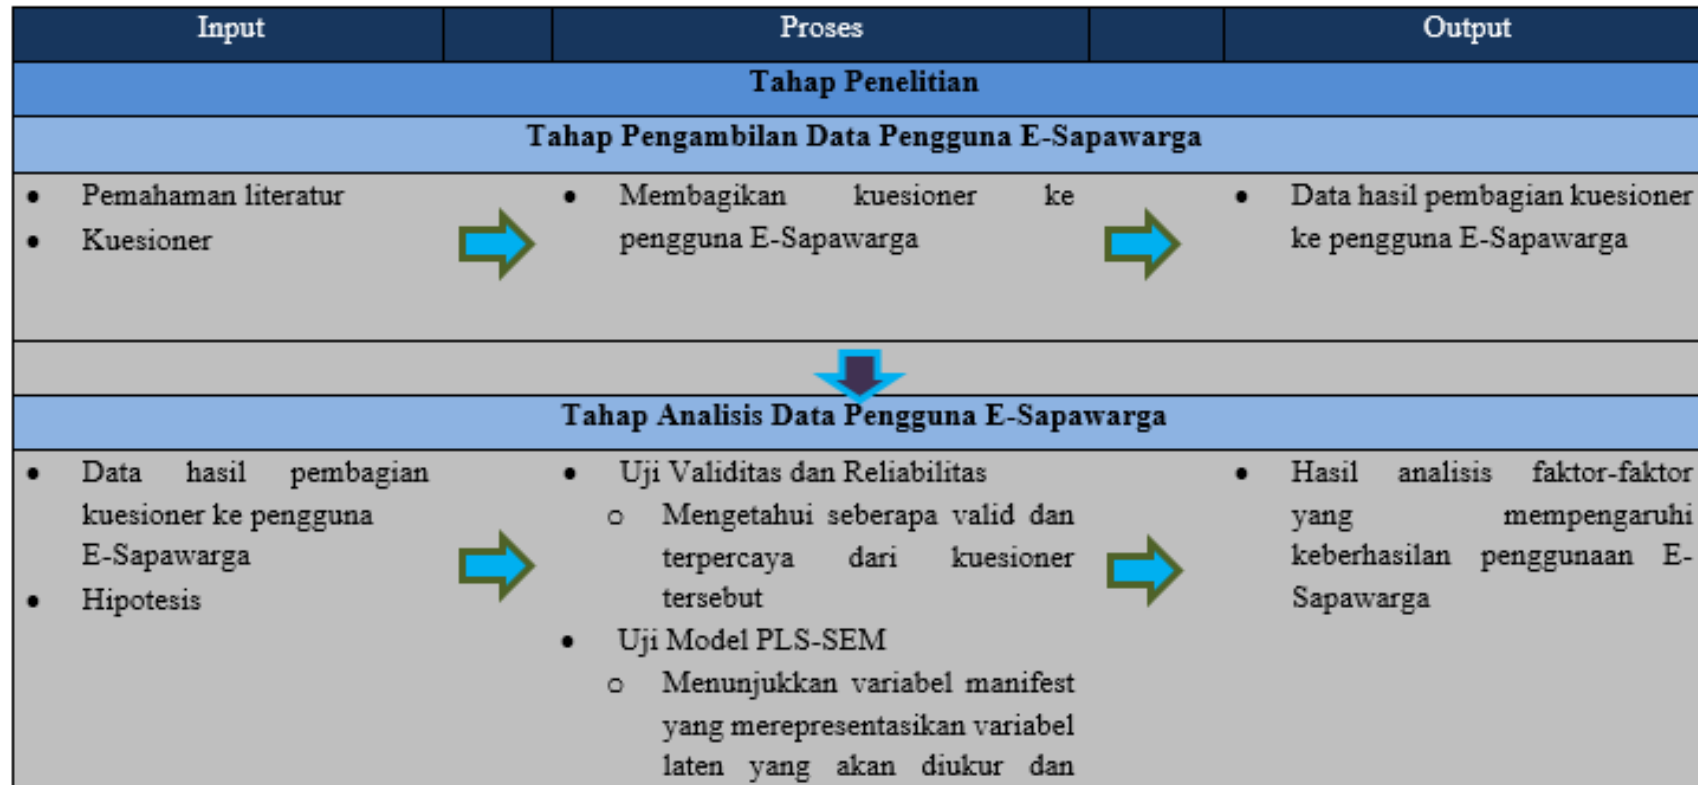 Input Proses Output
Tahap Penelitian
Tahap Pengambilan Data Pengguna E-Sapawarga
• Pemahaman literatur
• Kuesioner
• Membagikan kuesioner ke
pengguna E-Sapawarga
• Data hasil pembagian kuesioner
ke pengguna E-Sapawarga
Tahap Analisis Data Pengguna E-Sapawarga
• Data hasil pembagian
kuesioner ke pengguna
E-Sapawarga
• Hipotesis
• Uji Validitas dan Reliabilitas
o Mengetahui seberapa valid dan
terpercaya dari kuesioner
tersebut
• Uji Model PLS-SEM
o Menunjukkan variabel manifest
yang merepresentasikan variabel
laten yang akan diukur dan
• Hasil analisis faktor-faktor
yang mempengaruhi
keberhasilan penggunaan E-
Sapawarga